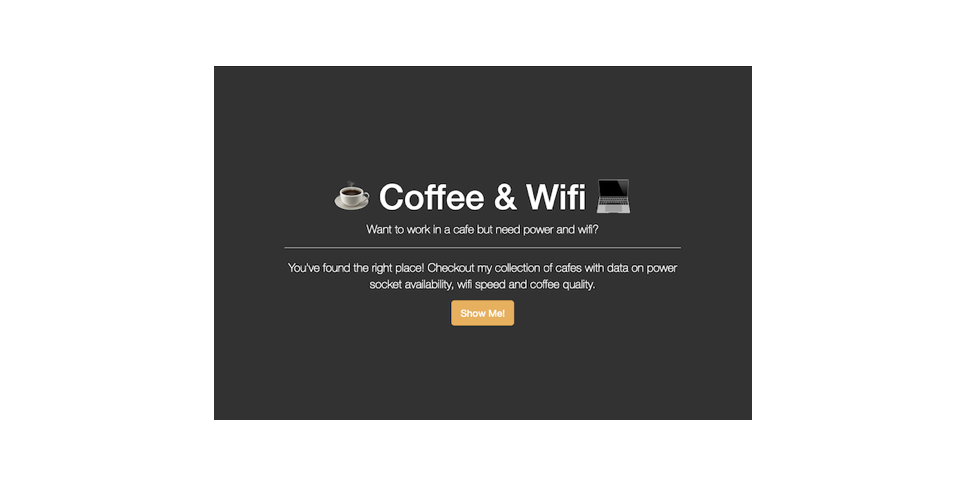 Coffee & Wifi
Want to work in a cafe but need power and wifi?
You've found the right place! Checkout my collection of cafes with data on power
socket availability, wifi speed and coffee quality.
Show Me!